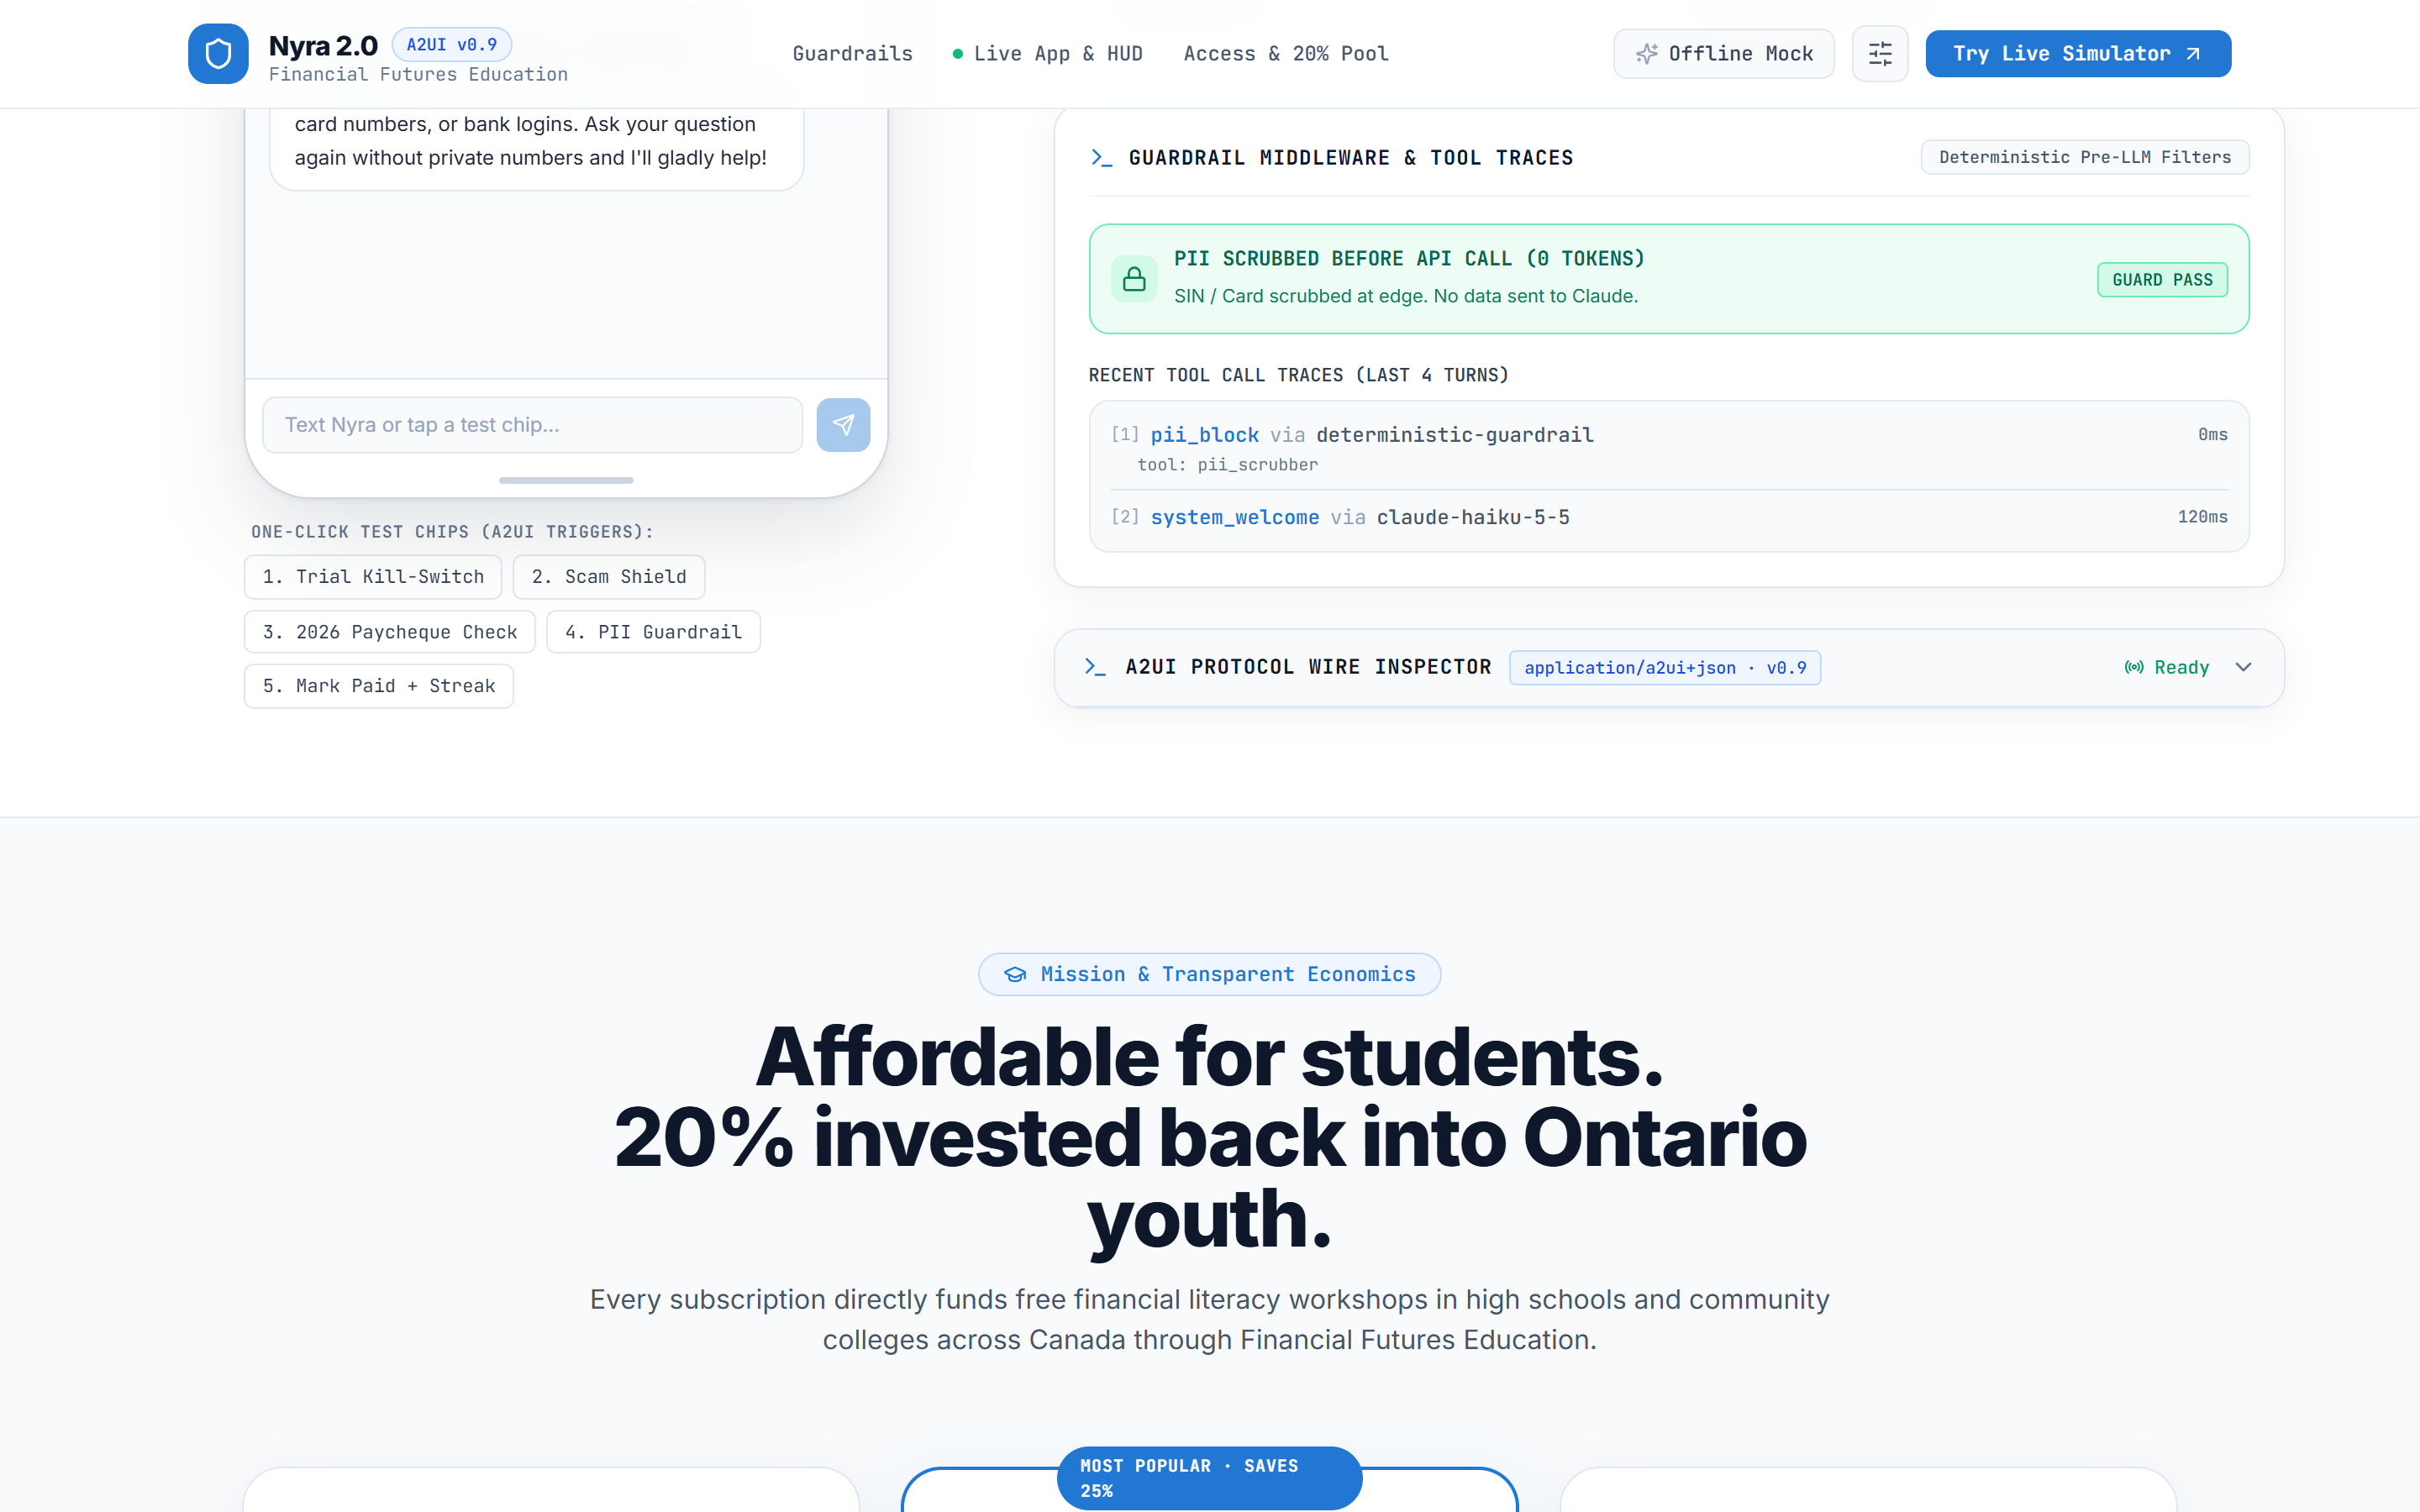 Nyra 2.0
A2UI v0.9
Financial Futures Education
Guardrails
Live App & HUD
Access & 20% Pool
Offline Mock
Try Live Simulator
card numbers, or bank logins. Ask your question
again without private numbers and I'll gladly help!
Text Nyra or tap a test chip...
ONE-CLICK TEST CHIPS (A2UI TRIGGERS):
1. Trial Kill-Switch
2. Scam Shield
3. 2026 Paycheque Check
4. PII Guardrail
5. Mark Paid + Streak
GUARDRAIL MIDDLEWARE & TOOL TRACES
Deterministic Pre-LLM Filters
PII SCRUBBED BEFORE API CALL (0 TOKENS)
SIN / Card scrubbed at edge. No data sent to Claude.
GUARD PASS
RECENT TOOL CALL TRACES (LAST 4 TURNS)
[1] pii_block via deterministic-guardrail 0ms
tool: pii_scrubber
[2] system_welcome via claude-haiku-5-5 120ms
A2UI PROTOCOL WIRE INSPECTOR
application/a2ui+json · v0.9
Ready
Mission & Transparent Economics
Affordable for students.
20% invested back into Ontario
youth.
Every subscription directly funds free financial literacy workshops in high schools and community
colleges across Canada through Financial Futures Education.
MOST POPULAR · SAVES
25%